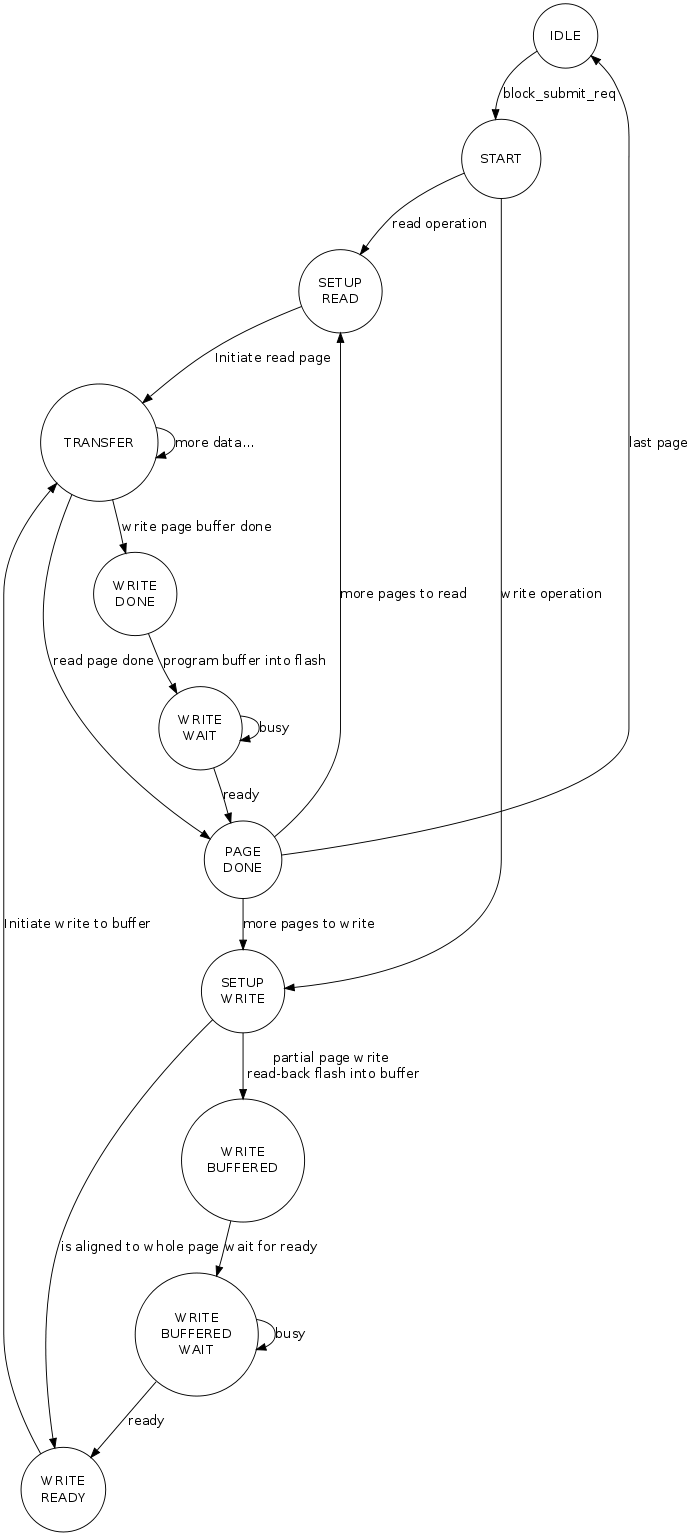 IDLE
block_submit_req
START
read operation
SETUP
READ
Initiate read page
TRANSFER
more data...
last page
write page buffer done
WRITE
DONE
more pages to read
write operation
read page done
program buffer into flash
WRITE
WAIT
busy
ready
PAGE
DONE
Initiate write to buffer
more pages to write
SETUP
WRITE
partial page write
read-back flash into buffer
WRITE
BUFFERED
is aligned to whole page
wait for ready
WRITE
BUFFERED
WAIT
busy
ready
WRITE
READY